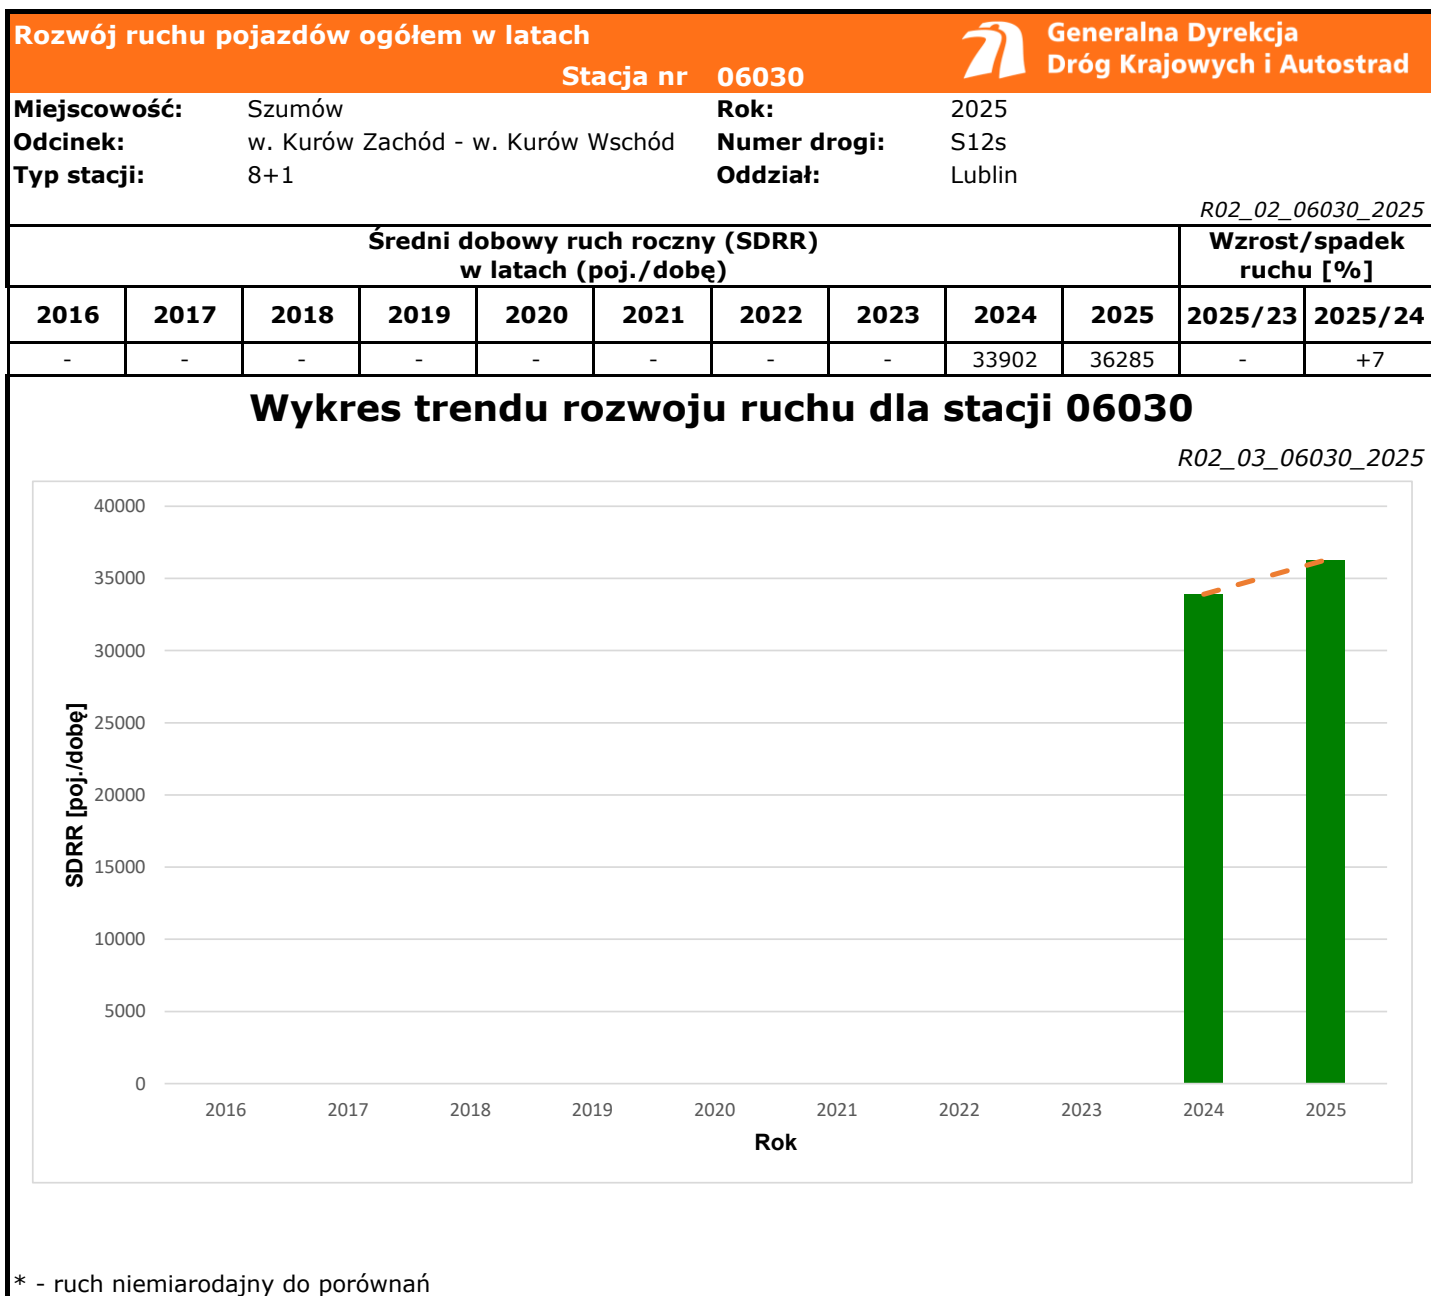 Rozwój ruchu pojazdów ogółem w latach
Generalna Dyrekcja
Dróg Krajowych i Autostrad
Stacja nr 06030
Miejscowość: Szumów Rok: 2025
Odcinek: w. Kurów Zachód - w. Kurów Wschód Numer drogi: S12s
Typ stacji: 8+1 Oddział: Lublin
R02_02_06030_2025
Średni dobowy ruch roczny (SDRR)
w latach (poj./dobę)
Wzrost/spadek
ruchu [%]
2016 2017 2018 2019 2020 2021 2022 2023 2024 2025 2025/23 2025/24
- - - - - - - - 33902 36285 - +7
Wykres trendu rozwoju ruchu dla stacji 06030
R02_03_06030_2025
40000
35000
30000
25000
20000
15000
10000
5000
0
SDRR [poj./dobę]
2016 2017 2018 2019 2020 2021 2022 2023 2024 2025
Rok
* - ruch niemiarodajny do porównań